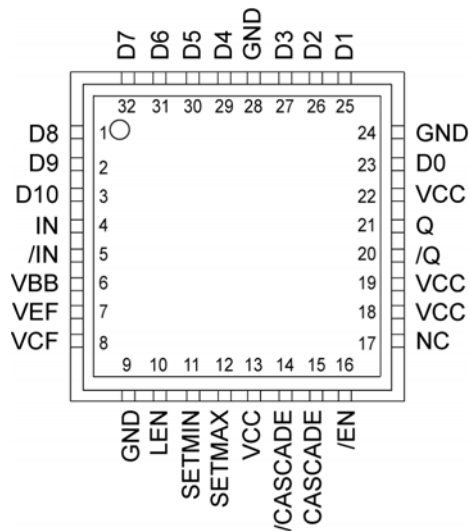 D7 D6 D5 D4 GND D3 D2 D1
32 31 30 29 28 27 26 25
D8 1 24 GND
D9 2 23 D0
D10 3 22 VCC
IN 4 21 Q
/IN 5 20 /Q
VBB 6 19 VCC
VEF 7 18 VCC
VCF 8 17 NC
9 10 11 12 13 14 15 16
GND LEN SETMIN SETMAX VCC /CASCADE CASCADE /EN